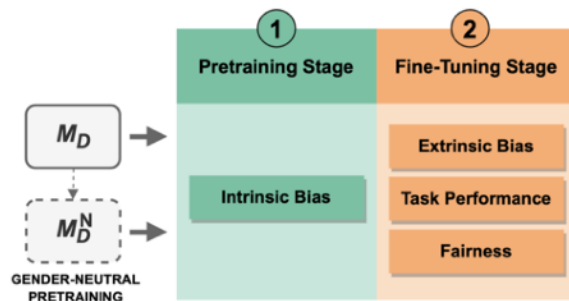 1
2
Pretraining Stage
Fine-Tuning Stage
M_D
Extrinsic Bias
Intrinsic Bias
Task Performance
M_D^N
Fairness
GENDER-NEUTRAL
PRETRAINING